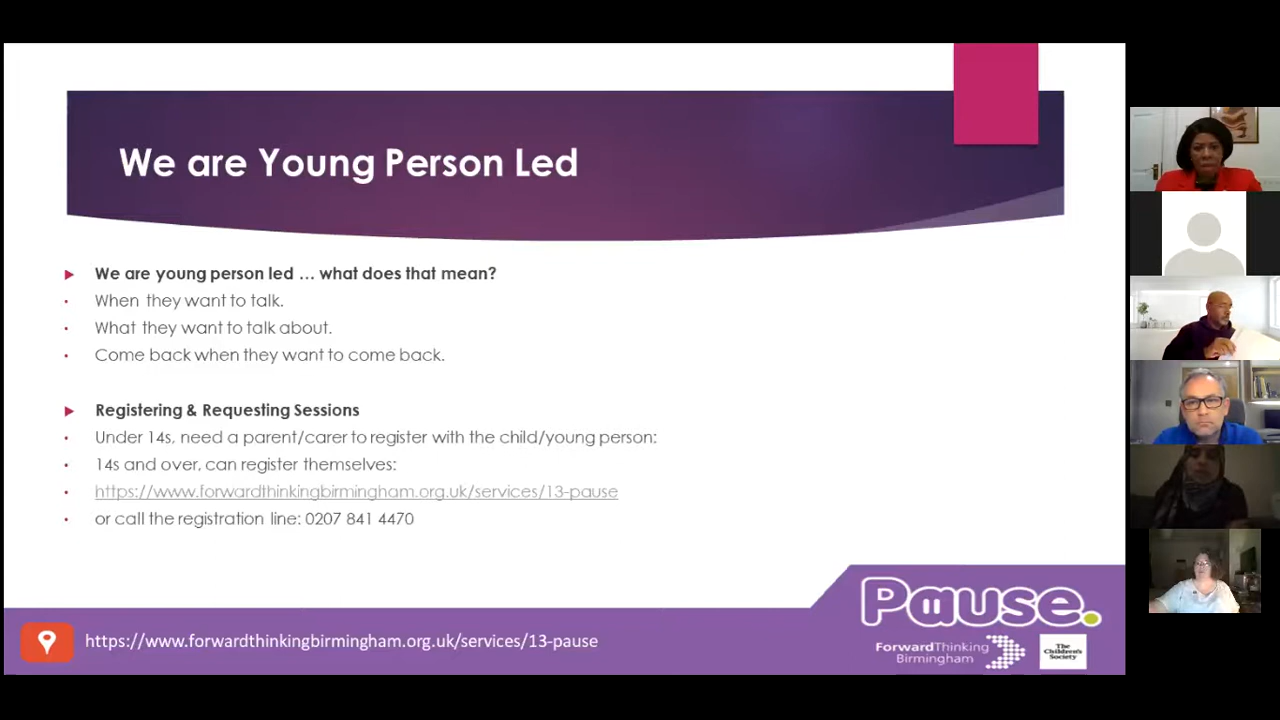 We are Young Person Led
We are young person led ... what does that mean?
When they want to talk.
What they want to talk about.
Come back when they want to come back.
Registering & Requesting Sessions
Under 14s, need a parent/carer to register with the child/young person:
14s and over, can register themselves:
https://www.forwardthinkingbirmingham.org.uk/services/13-pause
or call the registration line: 0207 841 4470
https://www.forwardthinkingbirmingham.org.uk/services/13-pause
Pause.
ForwardThinking
Birmingham
The
Children's
Society